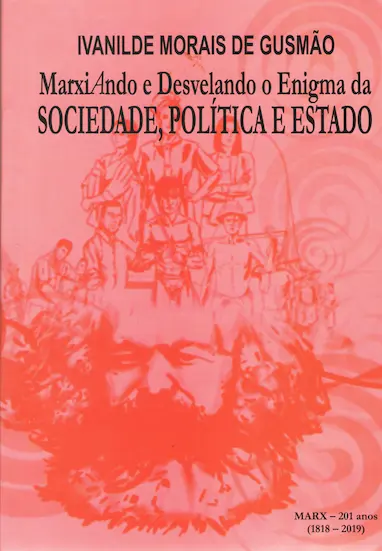 IVANILDE MORAIS DE GUSMÃO
MarxiAndo e Desvelando o Enigma da
SOCIEDADE, POLÍTICA E ESTADO
MARX – 201 anos
(1818 – 2019)